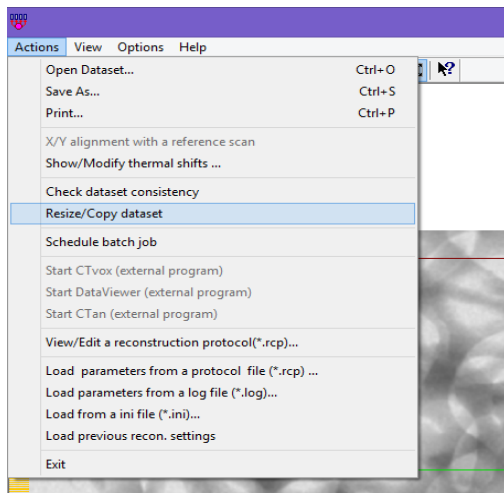 Actions View Options Help
Open Dataset... Ctrl+O
Save As... Ctrl+S
Print... Ctrl+P
X/Y alignment with a reference scan
Show/Modify thermal shifts ...
Check dataset consistency
Resize/Copy dataset
Schedule batch job
Start CTvox (external program)
Start DataViewer (external program)
Start CTan (external program)
View/Edit a reconstruction protocol(*.rcp)...
Load  parameters from a protocol  file (*.rcp) ...
Load parameters from a log file (*.log)...
Load from a ini file (*.ini)...
Load previous recon. settings
Exit